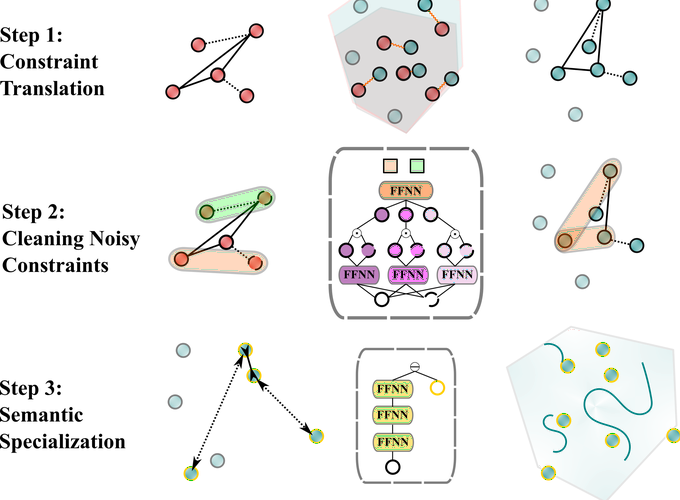 Step 1:
Constraint
Translation
Step 2:
Cleaning Noisy
Constraints
FFNN
FFNN FFNN FFNN
Step 3:
Semantic
Specialization
FFNN
FFNN
FFNN